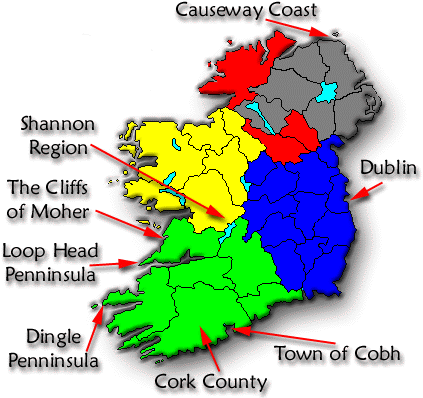 Causeway Coast
Shannon
Region
Dublin
The Cliffs
of Moher
Loop Head
Penninsula
Dingle
Penninsula
Town of Cobh
Cork County